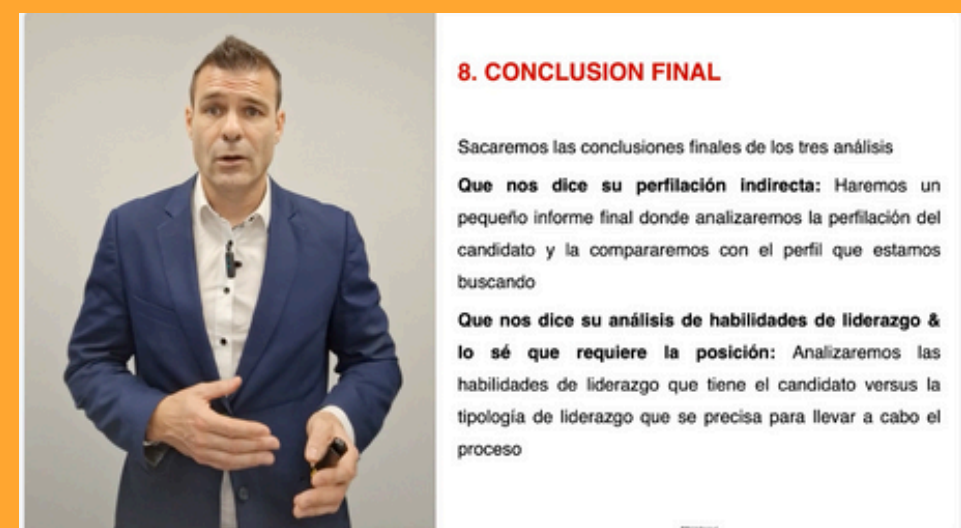 8. CONCLUSION FINAL
Sacaremos las conclusiones finales de los tres análisis
Que nos dice su perfilación indirecta: Haremos un
pequeño informe final donde analizaremos la perfilación del
candidato y la compararemos con el perfil que estamos
buscando
Que nos dice su análisis de habilidades de liderazgo &
lo sé que requiere la posición: Analizaremos las
habilidades de liderazgo que tiene el candidato versus la
tipología de liderazgo que se precisa para llevar a cabo el
proceso